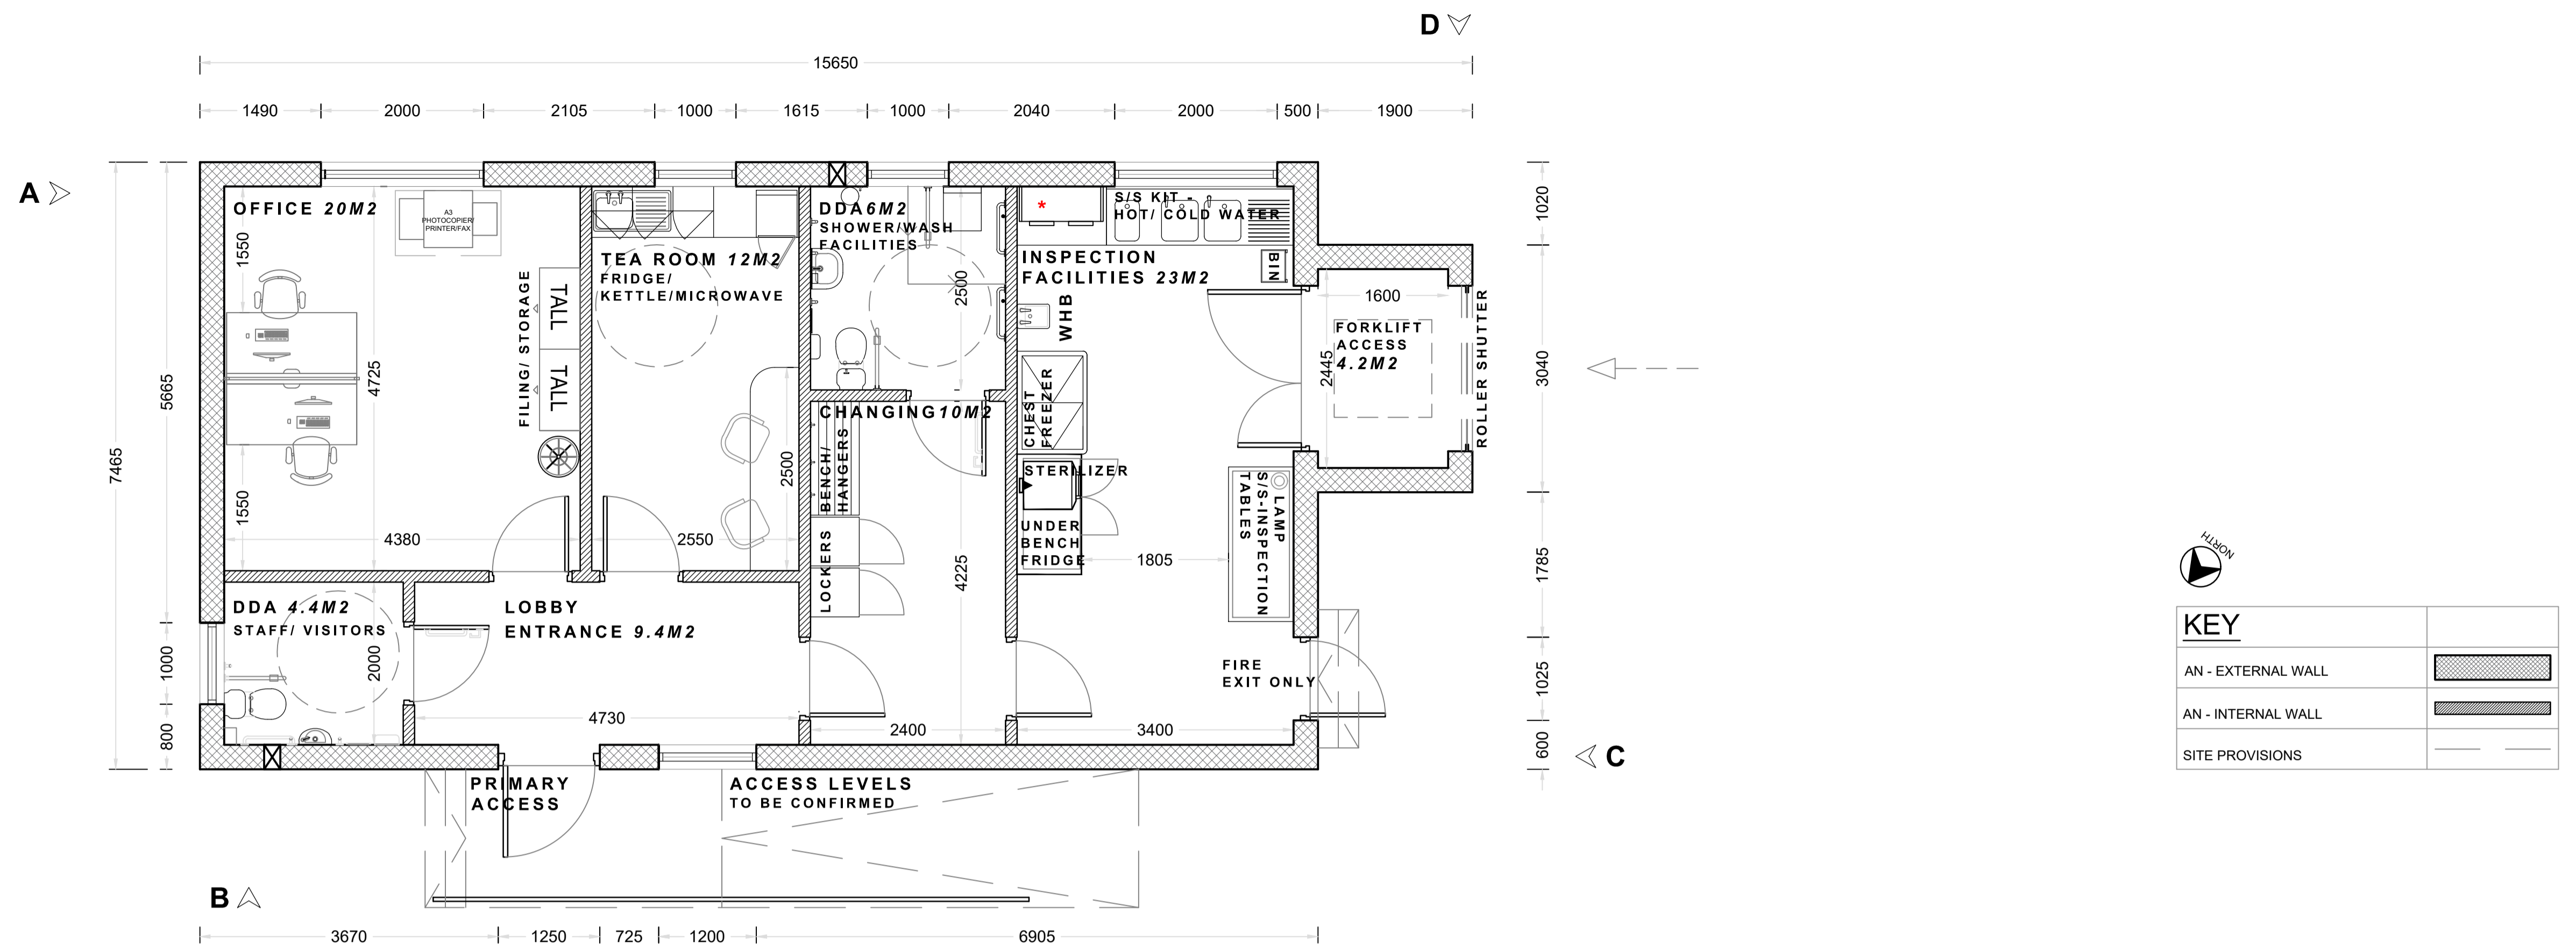 D
15650
1490
2000
2105
1000
1615
1000
2040
2000
500
1900
A
OFFICE 20M2
A3
PHOTOCOPIER/
PRINTER/FAX
1550
4725
1550
4380
FILING/ STORAGE
TALL
TALL
TEA ROOM 12M2
FRIDGE/
KETTLE/MICROWAVE
2500
2550
DDA6M2
SHOWER/WASH
FACILITIES
2500
CHANGING10M2
BENCH/
HANGERS
LOCKERS
4225
2400
*
S/S KIT -
HOT/ COLD WATER
INSPECTION
FACILITIES 23M2
BIN
WHB
CHEST
FREEZER
STERILIZER
UNDER
BENCH
FRIDGE
1805
LAMP
S/S-INSPECTION
TABLES
FIRE
EXIT ONLY
3400
1600
FORKLIFT
ACCESS
4.2M2
2445
ROLLER SHUTTER
DDA 4.4M2
STAFF/ VISITORS
2000
LOBBY
ENTRANCE 9.4M2
4730
PRIMARY
ACCESS
ACCESS LEVELS
TO BE CONFIRMED
7465
5665
1000
800
1020
3040
1785
1025
600
C
B
3670
1250
725
1200
6905
NORTH
KEY
AN - EXTERNAL WALL
AN - INTERNAL WALL
SITE PROVISIONS